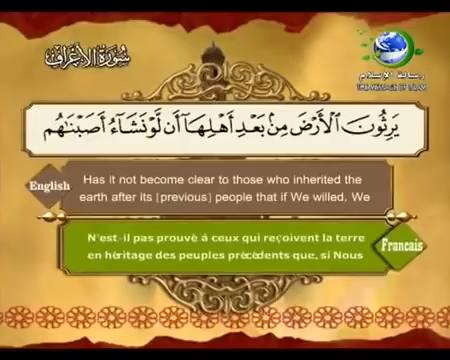 سورة الأعراف
رسالة الإسلام
THE MESSAGE OF ISLAM
يَرِثُونَ الْأَرْضَ مِنْ بَعْدِ أَهْلِهَا أَن لَّوْ نَشَاءُ أَصَبْنَاهُم
English
Has it not become clear to those who inherited the
earth after its [previous] people that if We willed, We
N'est-il pas prouvé à ceux qui reçoivent la terre
en héritage des peuples précédents que, si Nous
Francais